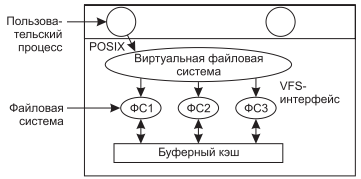 Пользова-
тельский
процесс
POSIX
Виртуальная файловая
система
VFS-
интерфейс
Файловая
система
ФС1
ФС2
ФС3
Буферный кэш